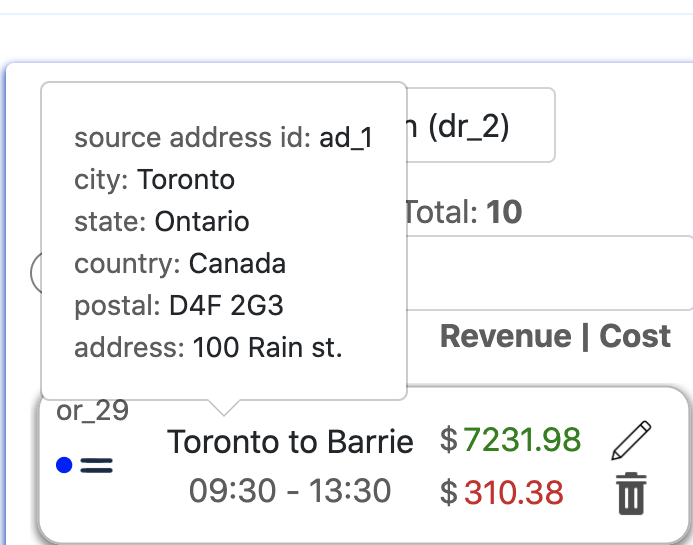 source address id: ad_1
city: Toronto
state: Ontario
country: Canada
postal: D4F 2G3
address: 100 Rain st.
(dr_2)
Total: 10
Revenue | Cost
or_29
Toronto to Barrie $ 7231.98
09:30 - 13:30 $ 310.38